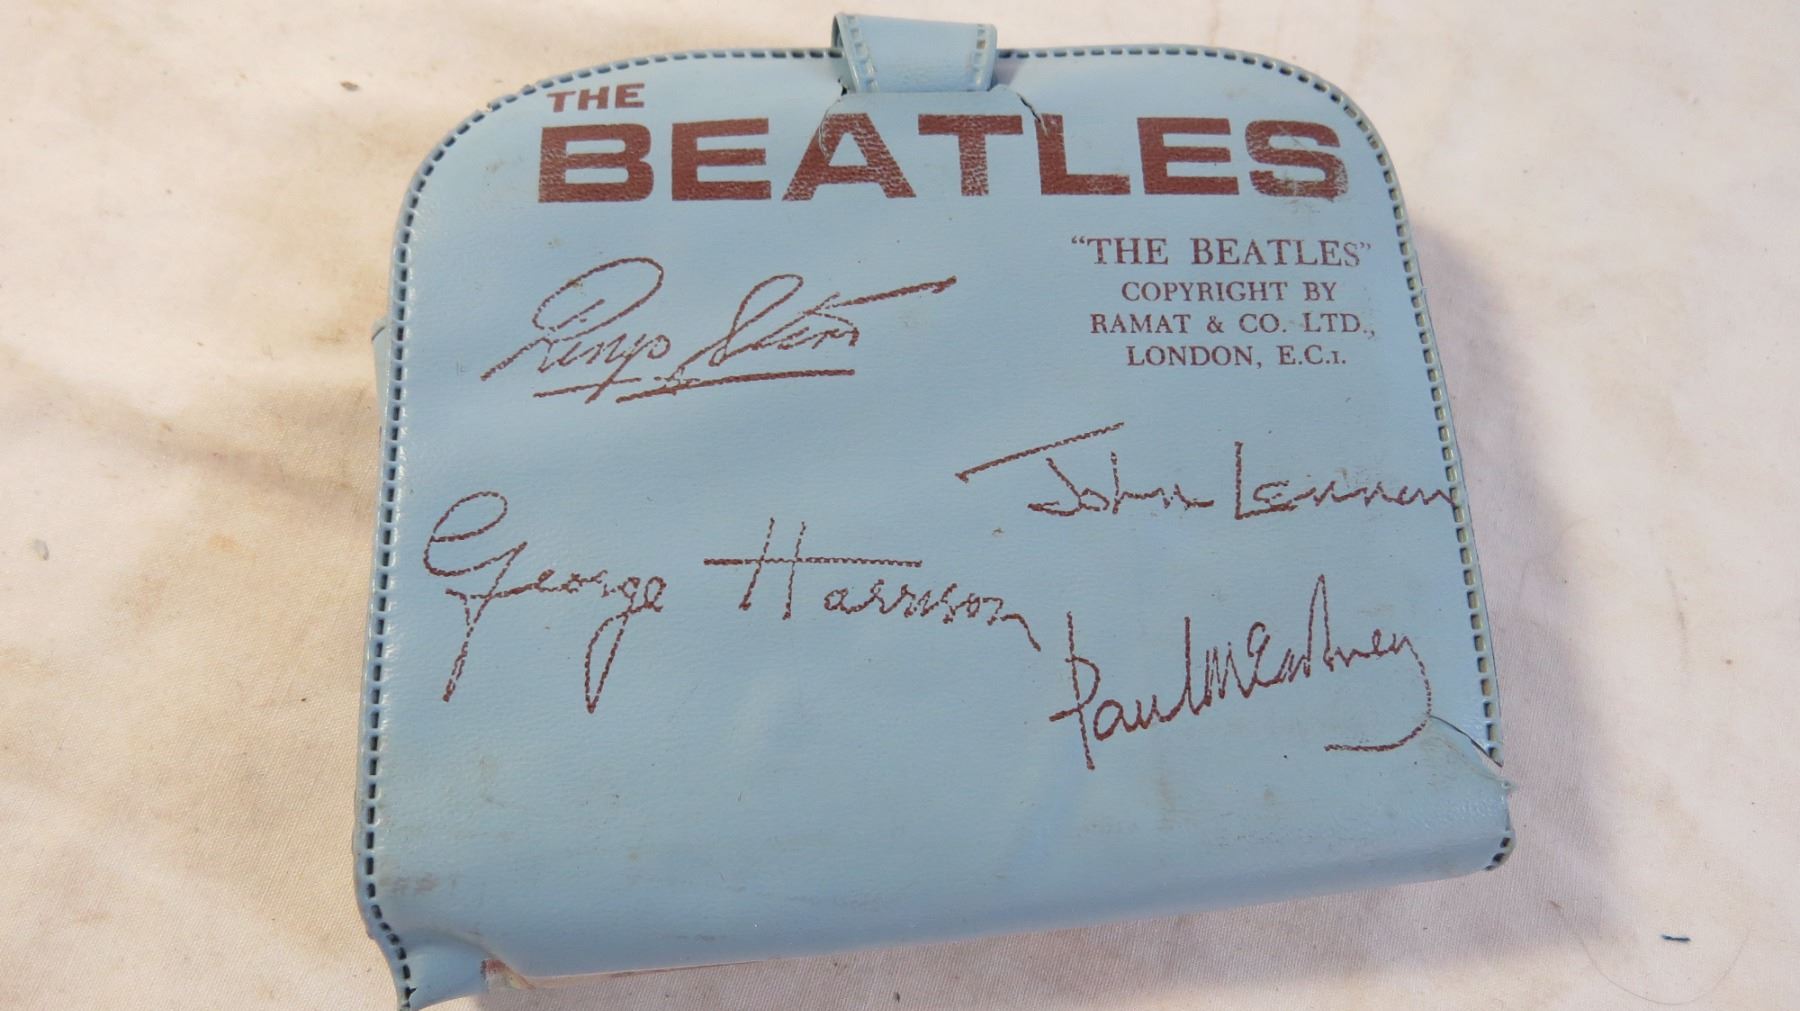 THE
BEATLES
"THE BEATLES"
COPYRIGHT BY
RAMAT & CO. LTD.,
LONDON, E.C.1.
Ringo Starr
John Lennon
George Harrison
Paul McCartney